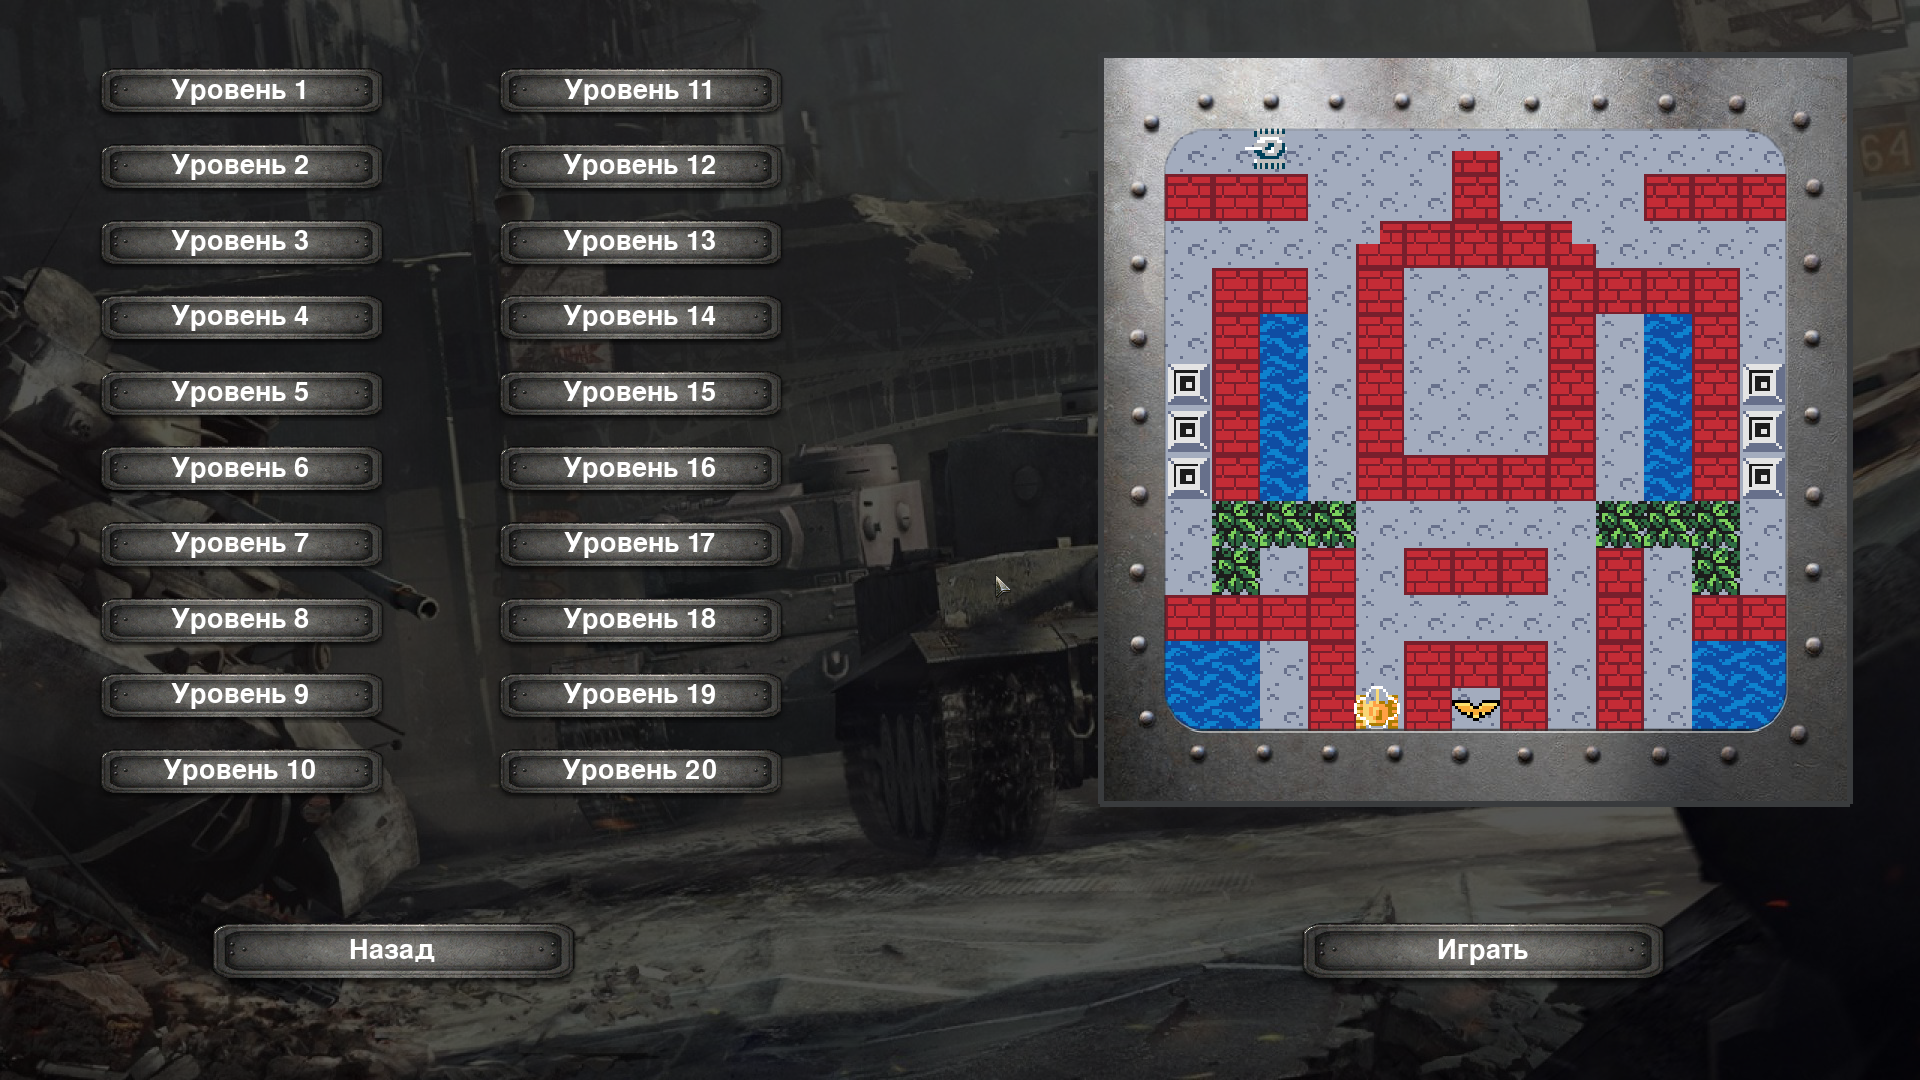 Уровень 1
Уровень 2
Уровень 3
Уровень 4
Уровень 5
Уровень 6
Уровень 7
Уровень 8
Уровень 9
Уровень 10
Уровень 11
Уровень 12
Уровень 13
Уровень 14
Уровень 15
Уровень 16
Уровень 17
Уровень 18
Уровень 19
Уровень 20
64
Назад
Играть